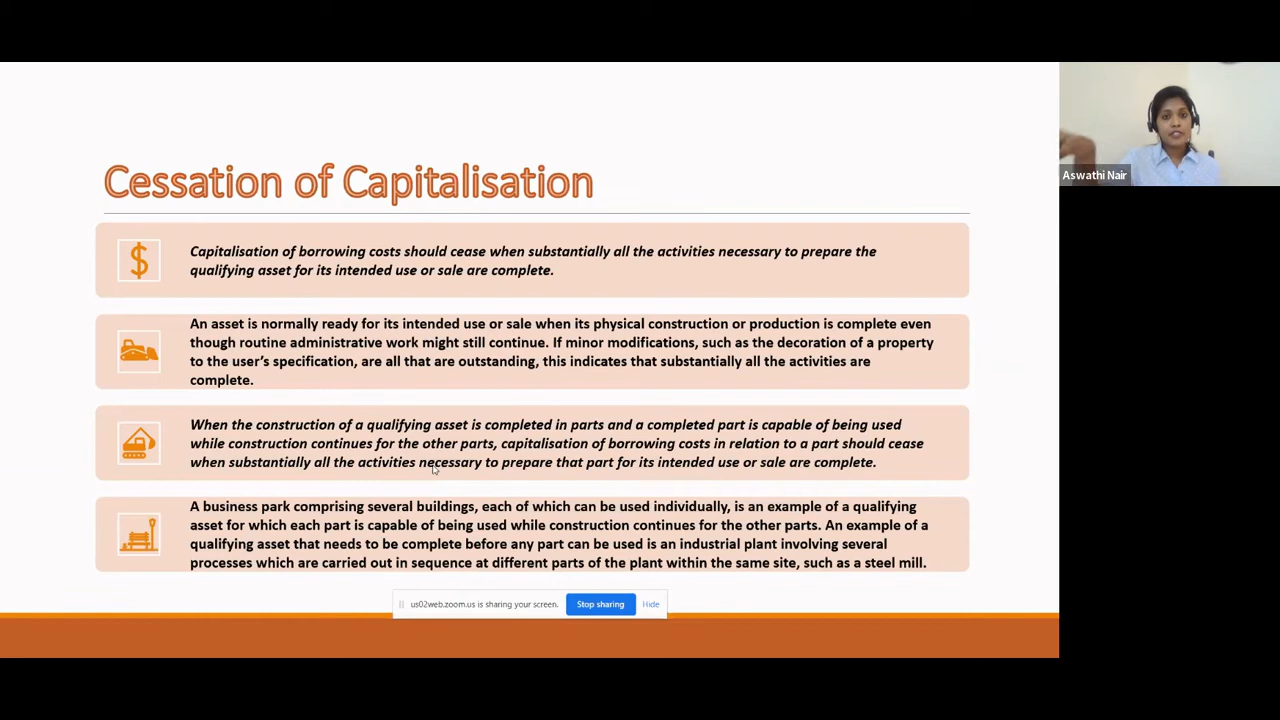 Cessation of Capitalisation
$
Capitalisation of borrowing costs should cease when substantially all the activities necessary to prepare the
qualifying asset for its intended use or sale are complete.
An asset is normally ready for its intended use or sale when its physical construction or production is complete even
though routine administrative work might still continue. If minor modifications, such as the decoration of a property
to the user's specification, are all that are outstanding, this indicates that substantially all the activities are
complete.
When the construction of a qualifying asset is completed in parts and a completed part is capable of being used
while construction continues for the other parts, capitalisation of borrowing costs in relation to a part should cease
when substantially all the activities necessary to prepare that part for its intended use or sale are complete.
A business park comprising several buildings, each of which can be used individually, is an example of a qualifying
asset for which each part is capable of being used while construction continues for the other parts. An example of a
qualifying asset that needs to be complete before any part can be used is an industrial plant involving several
processes which are carried out in sequence at different parts of the plant within the same site, such as a steel mill.
us02web.zoom.us is sharing your screen. Stop sharing Hide
Aswathi Nair